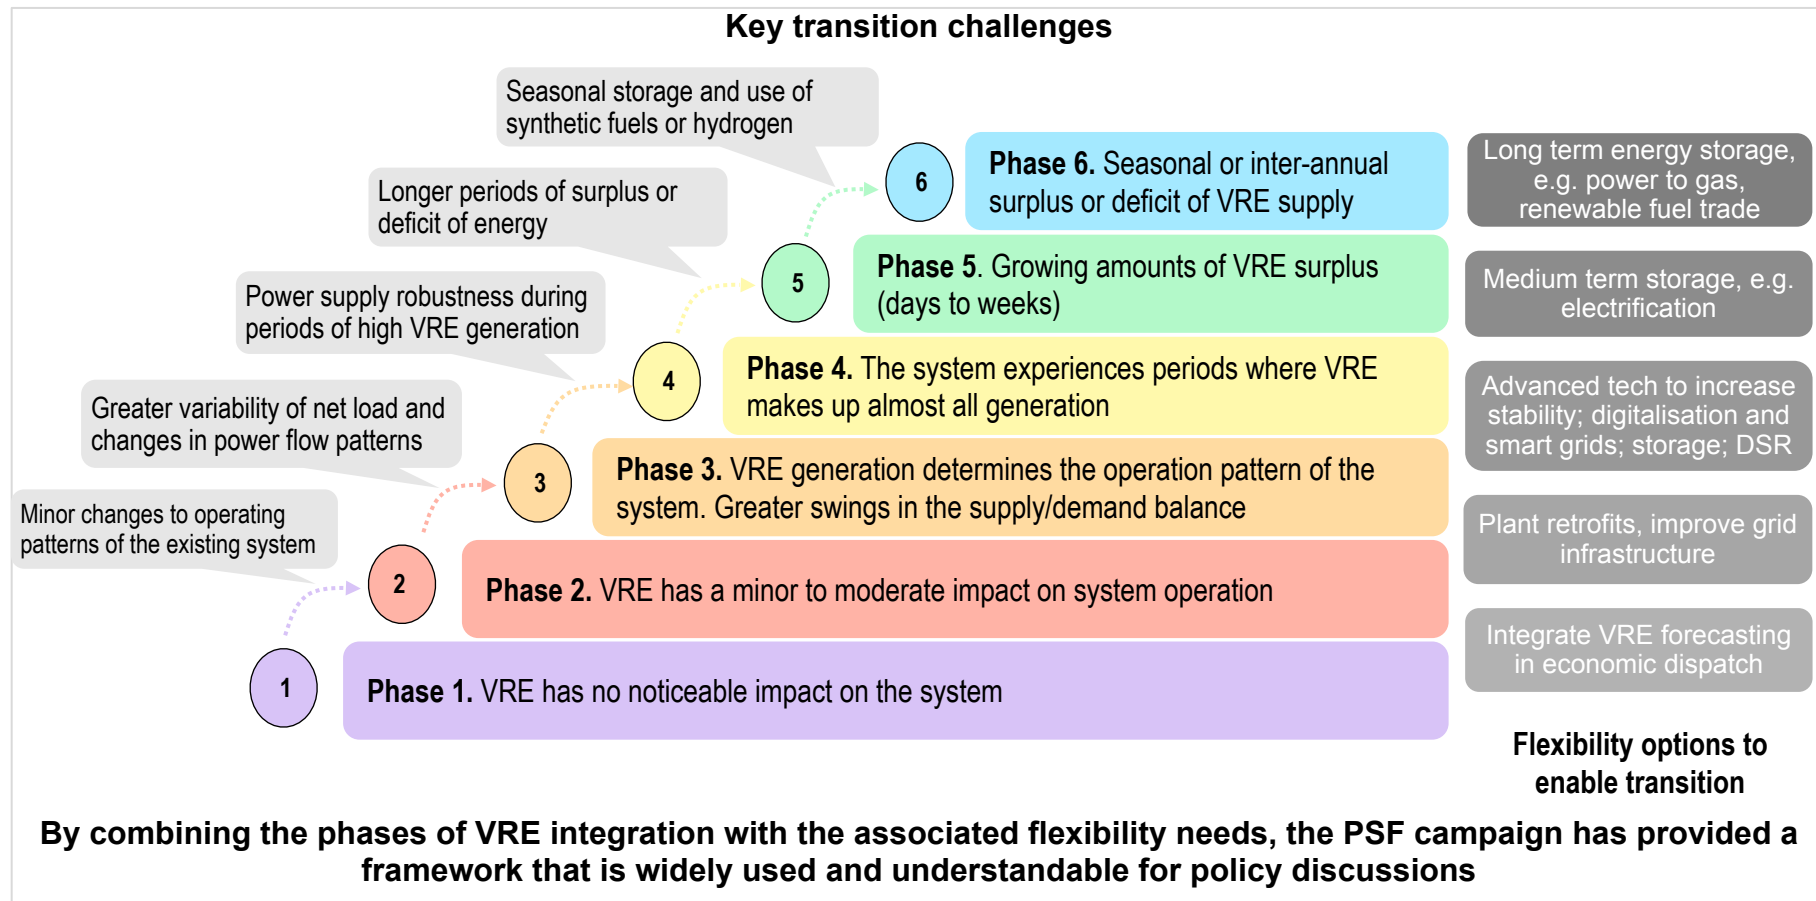 Key transition challenges
Seasonal storage and use of
synthetic fuels or hydrogen
6
Phase 6. Seasonal or inter-annual
surplus or deficit of VRE supply
Long term energy storage,
e.g. power to gas,
renewable fuel trade
Longer periods of surplus or
deficit of energy
5
Phase 5. Growing amounts of VRE surplus
(days to weeks)
Medium term storage, e.g.
electrification
Power supply robustness during
periods of high VRE generation
4
Phase 4. The system experiences periods where VRE
makes up almost all generation
Advanced tech to increase
stability; digitalisation and
smart grids; storage; DSR
Greater variability of net load and
changes in power flow patterns
3
Phase 3. VRE generation determines the operation pattern of the
system. Greater swings in the supply/demand balance
Plant retrofits, improve grid
infrastructure
Minor changes to operating
patterns of the existing system
2
Phase 2. VRE has a minor to moderate impact on system operation
Integrate VRE forecasting
in economic dispatch
1
Phase 1. VRE has no noticeable impact on the system
Flexibility options to
enable transition
By combining the phases of VRE integration with the associated flexibility needs, the PSF campaign has provided a
framework that is widely used and understandable for policy discussions